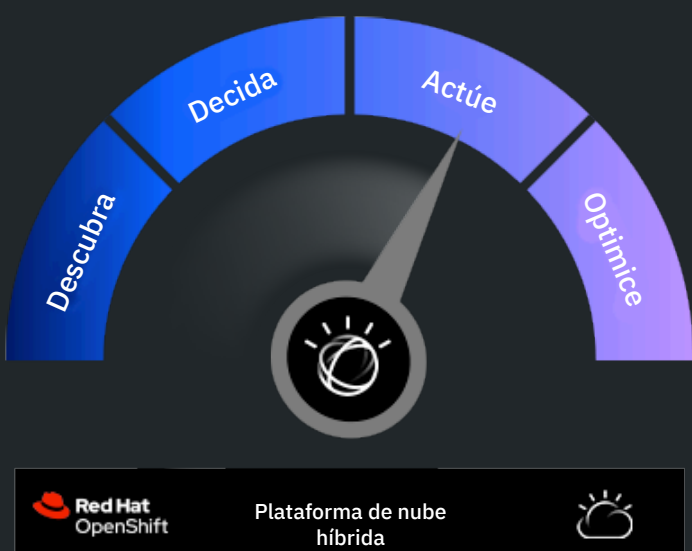 Descubra
Decida
Actúe
Optimice
Red Hat
OpenShift
Plataforma de nube
híbrida